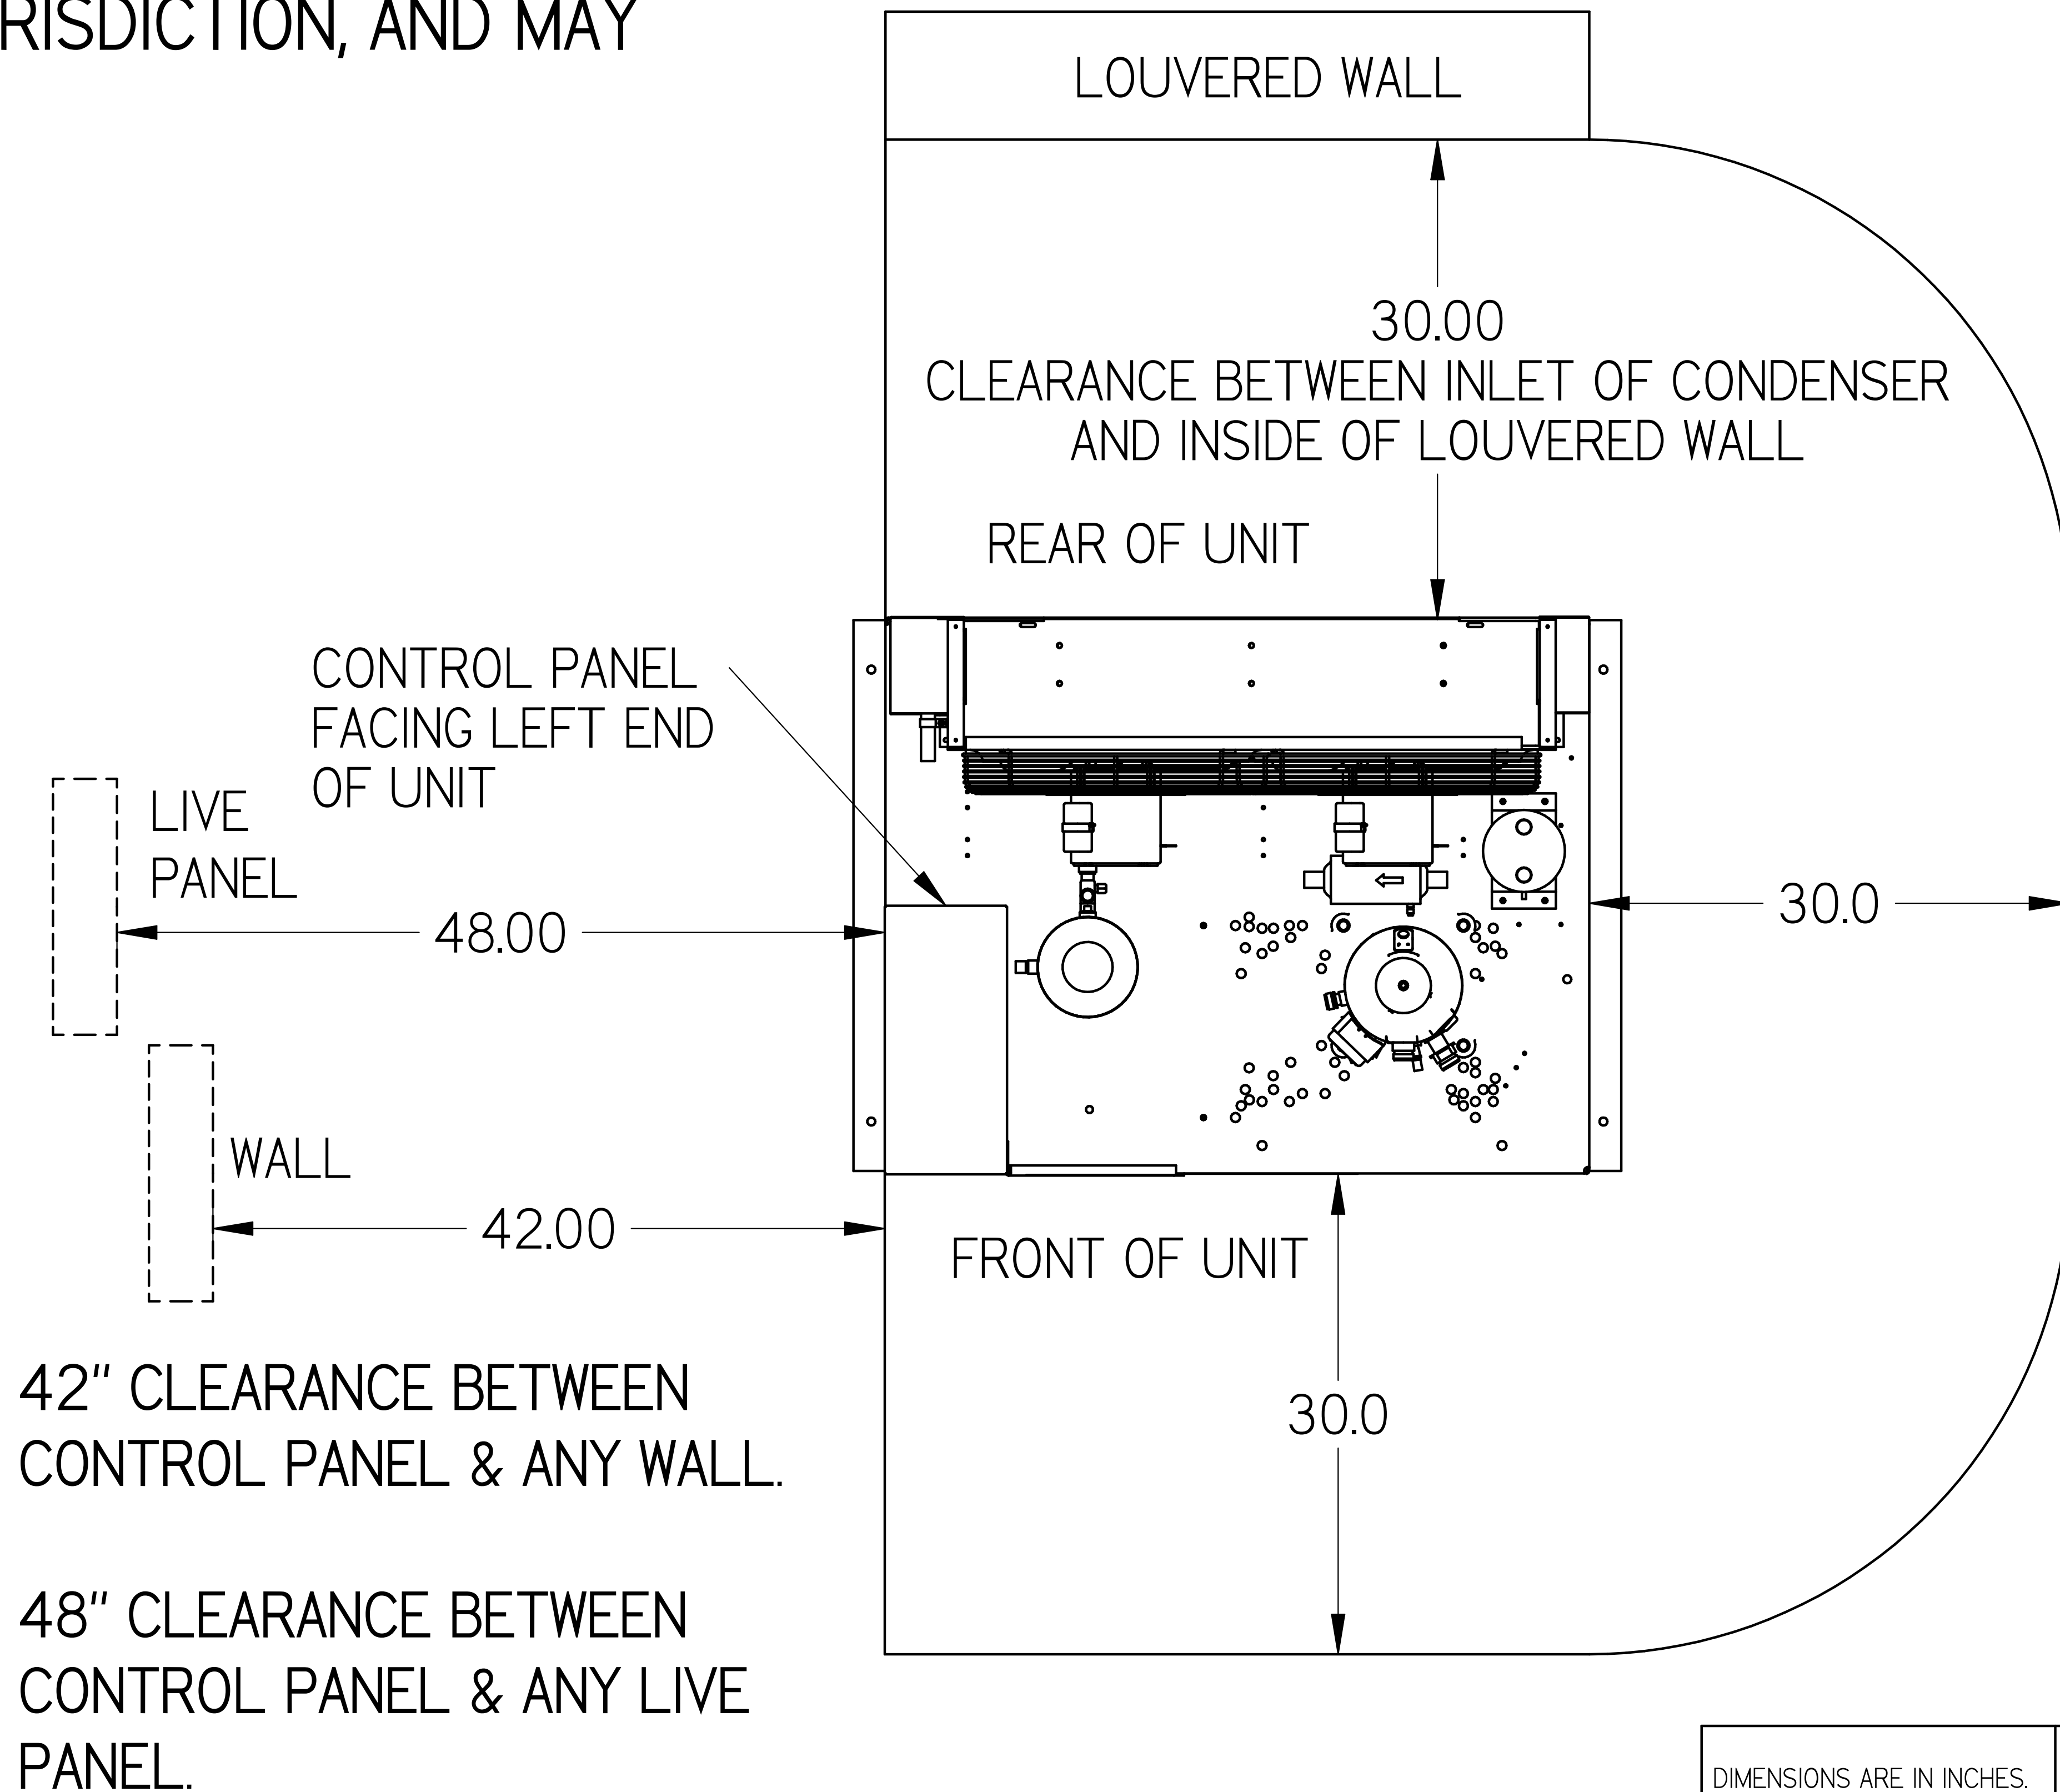 RISDICTION, AND MAY
LOUVERED WALL
30.00
CLEARANCE BETWEEN INLET OF CONDENSER
AND INSIDE OF LOUVERED WALL
REAR OF UNIT
CONTROL PANEL
FACING LEFT END
OF UNIT
LIVE
PANEL
48.00
30.0
WALL
42.00
FRONT OF UNIT
30.0
42" CLEARANCE BETWEEN
CONTROL PANEL & ANY WALL.
48" CLEARANCE BETWEEN
CONTROL PANEL & ANY LIVE
PANEL.
DIMENSIONS ARE IN INCHES.